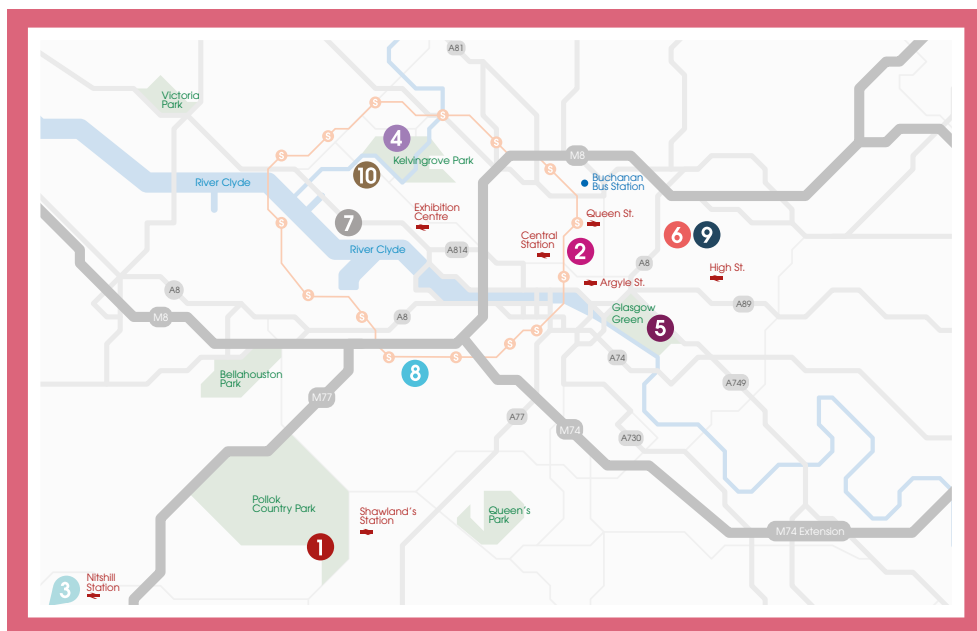 A81
Victoria
Park
S
S
S
S
4
Kelvingrove Park
M8
S
S
10
S
Buchanan
Bus Station
River Clyde
7
Exhibition
Centre
S
S
Queen St.
Central
Station
2
6
9
River Clyde
A814
A8
High St.
S
Argyle St.
A8
S
Glasgow
Green
A89
M8
S
A8
5
S
S
S
S
8
A74
Bellahouston
Park
A749
M77
A77
M74
A730
Pollok
Country Park
Shawland's
Station
Queen's
Park
M74 Extension
1
3
Nitshill
Station